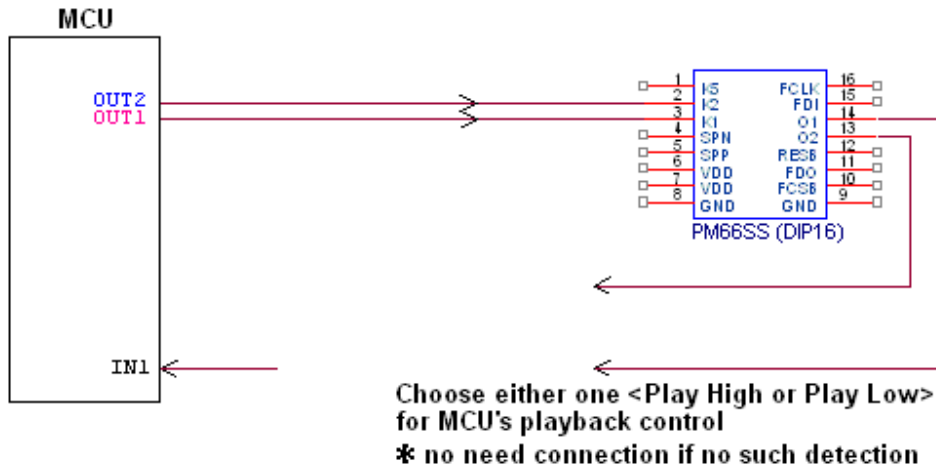 MCU
OUT2
OUT1
IN1
1 K5 FCLK 16
2 K2 FDI 15
3 K1 O1 14
4 SPN O2 13
5 SPP RESB 12
6 VDD FDO 11
7 VDD FCSB 10
8 GND GND 9
PM66SS (DIP16)
Choose either one <Play High or Play Low>
for MCU's playback control
* no need connection if no such detection